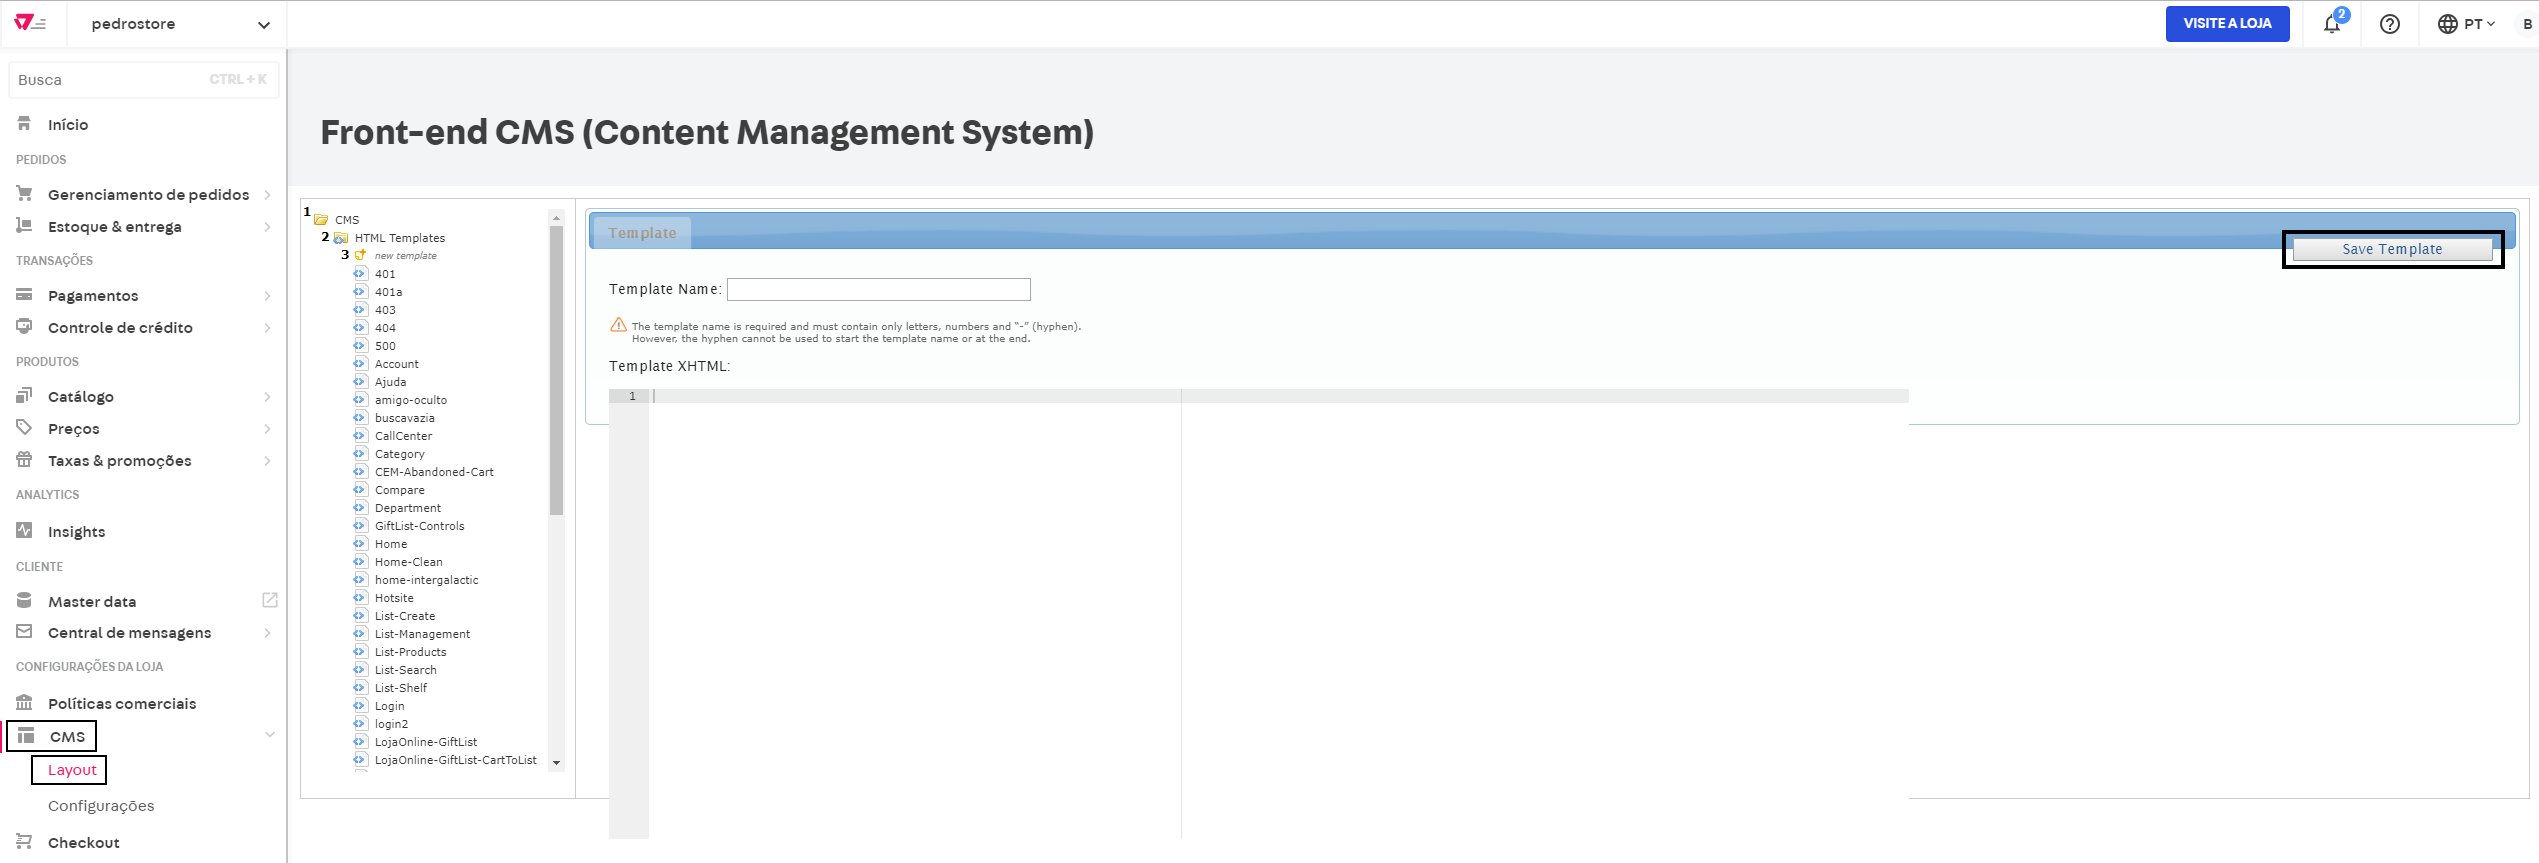 pedrostore
VISITE A LOJA
2
PT
B
Busca CTRL + K
Início
PEDIDOS
Gerenciamento de pedidos
Estoque & entrega
TRANSAÇÕES
Pagamentos
Controle de crédito
PRODUTOS
Catálogo
Preços
Taxas & promoções
ANALYTICS
Insights
CLIENTE
Master data
Central de mensagens
CONFIGURAÇÕES DA LOJA
Políticas comerciais
CMS
Layout
Configurações
Checkout
Front-end CMS (Content Management System)
1 CMS
2 HTML Templates
3 new template
401
401a
403
404
500
Account
Ajuda
amigo-oculto
buscavazia
CallCenter
Category
CEM-Abandoned-Cart
Compare
Department
GiftList-Controls
Home
Home-Clean
home-intergalactic
Hotsite
List-Create
List-Management
List-Products
List-Search
List-Shelf
Login
login2
LojaOnline-GiftList
LojaOnline-GiftList-CartToList
Template
Save Template
Template Name:
The template name is required and must contain only letters, numbers and “-” (hyphen).
However, the hyphen cannot be used to start the template name or at the end.
Template XHTML:
1